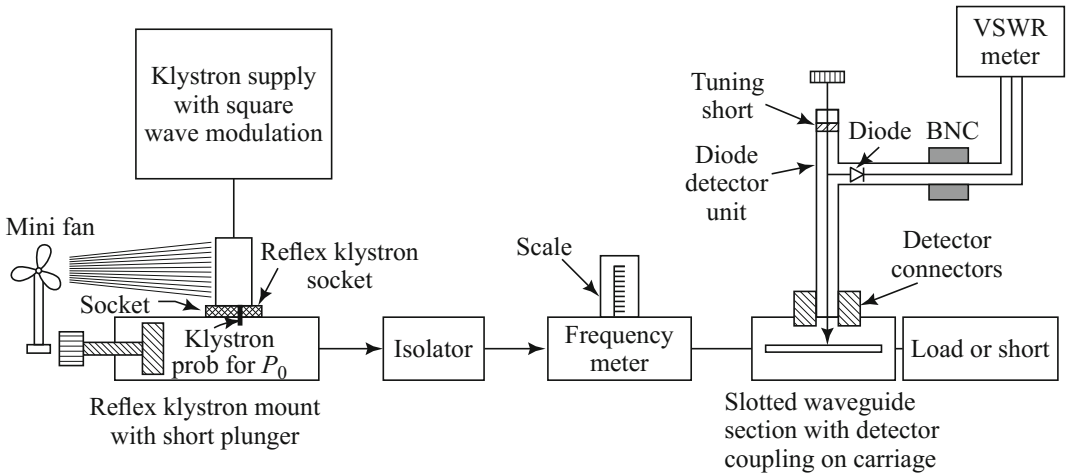 Klystron supply
with square
wave modulation
VSWR
meter
Tuning
short
Diode
BNC
Diode
detector
unit
Mini fan
Reflex klystron
socket
Scale
Detector
connectors
Socket
Klystron
prob for P₀
Isolator
Frequency
meter
Load or short
Reflex klystron mount
with short plunger
Slotted waveguide
section with detector
coupling on carriage